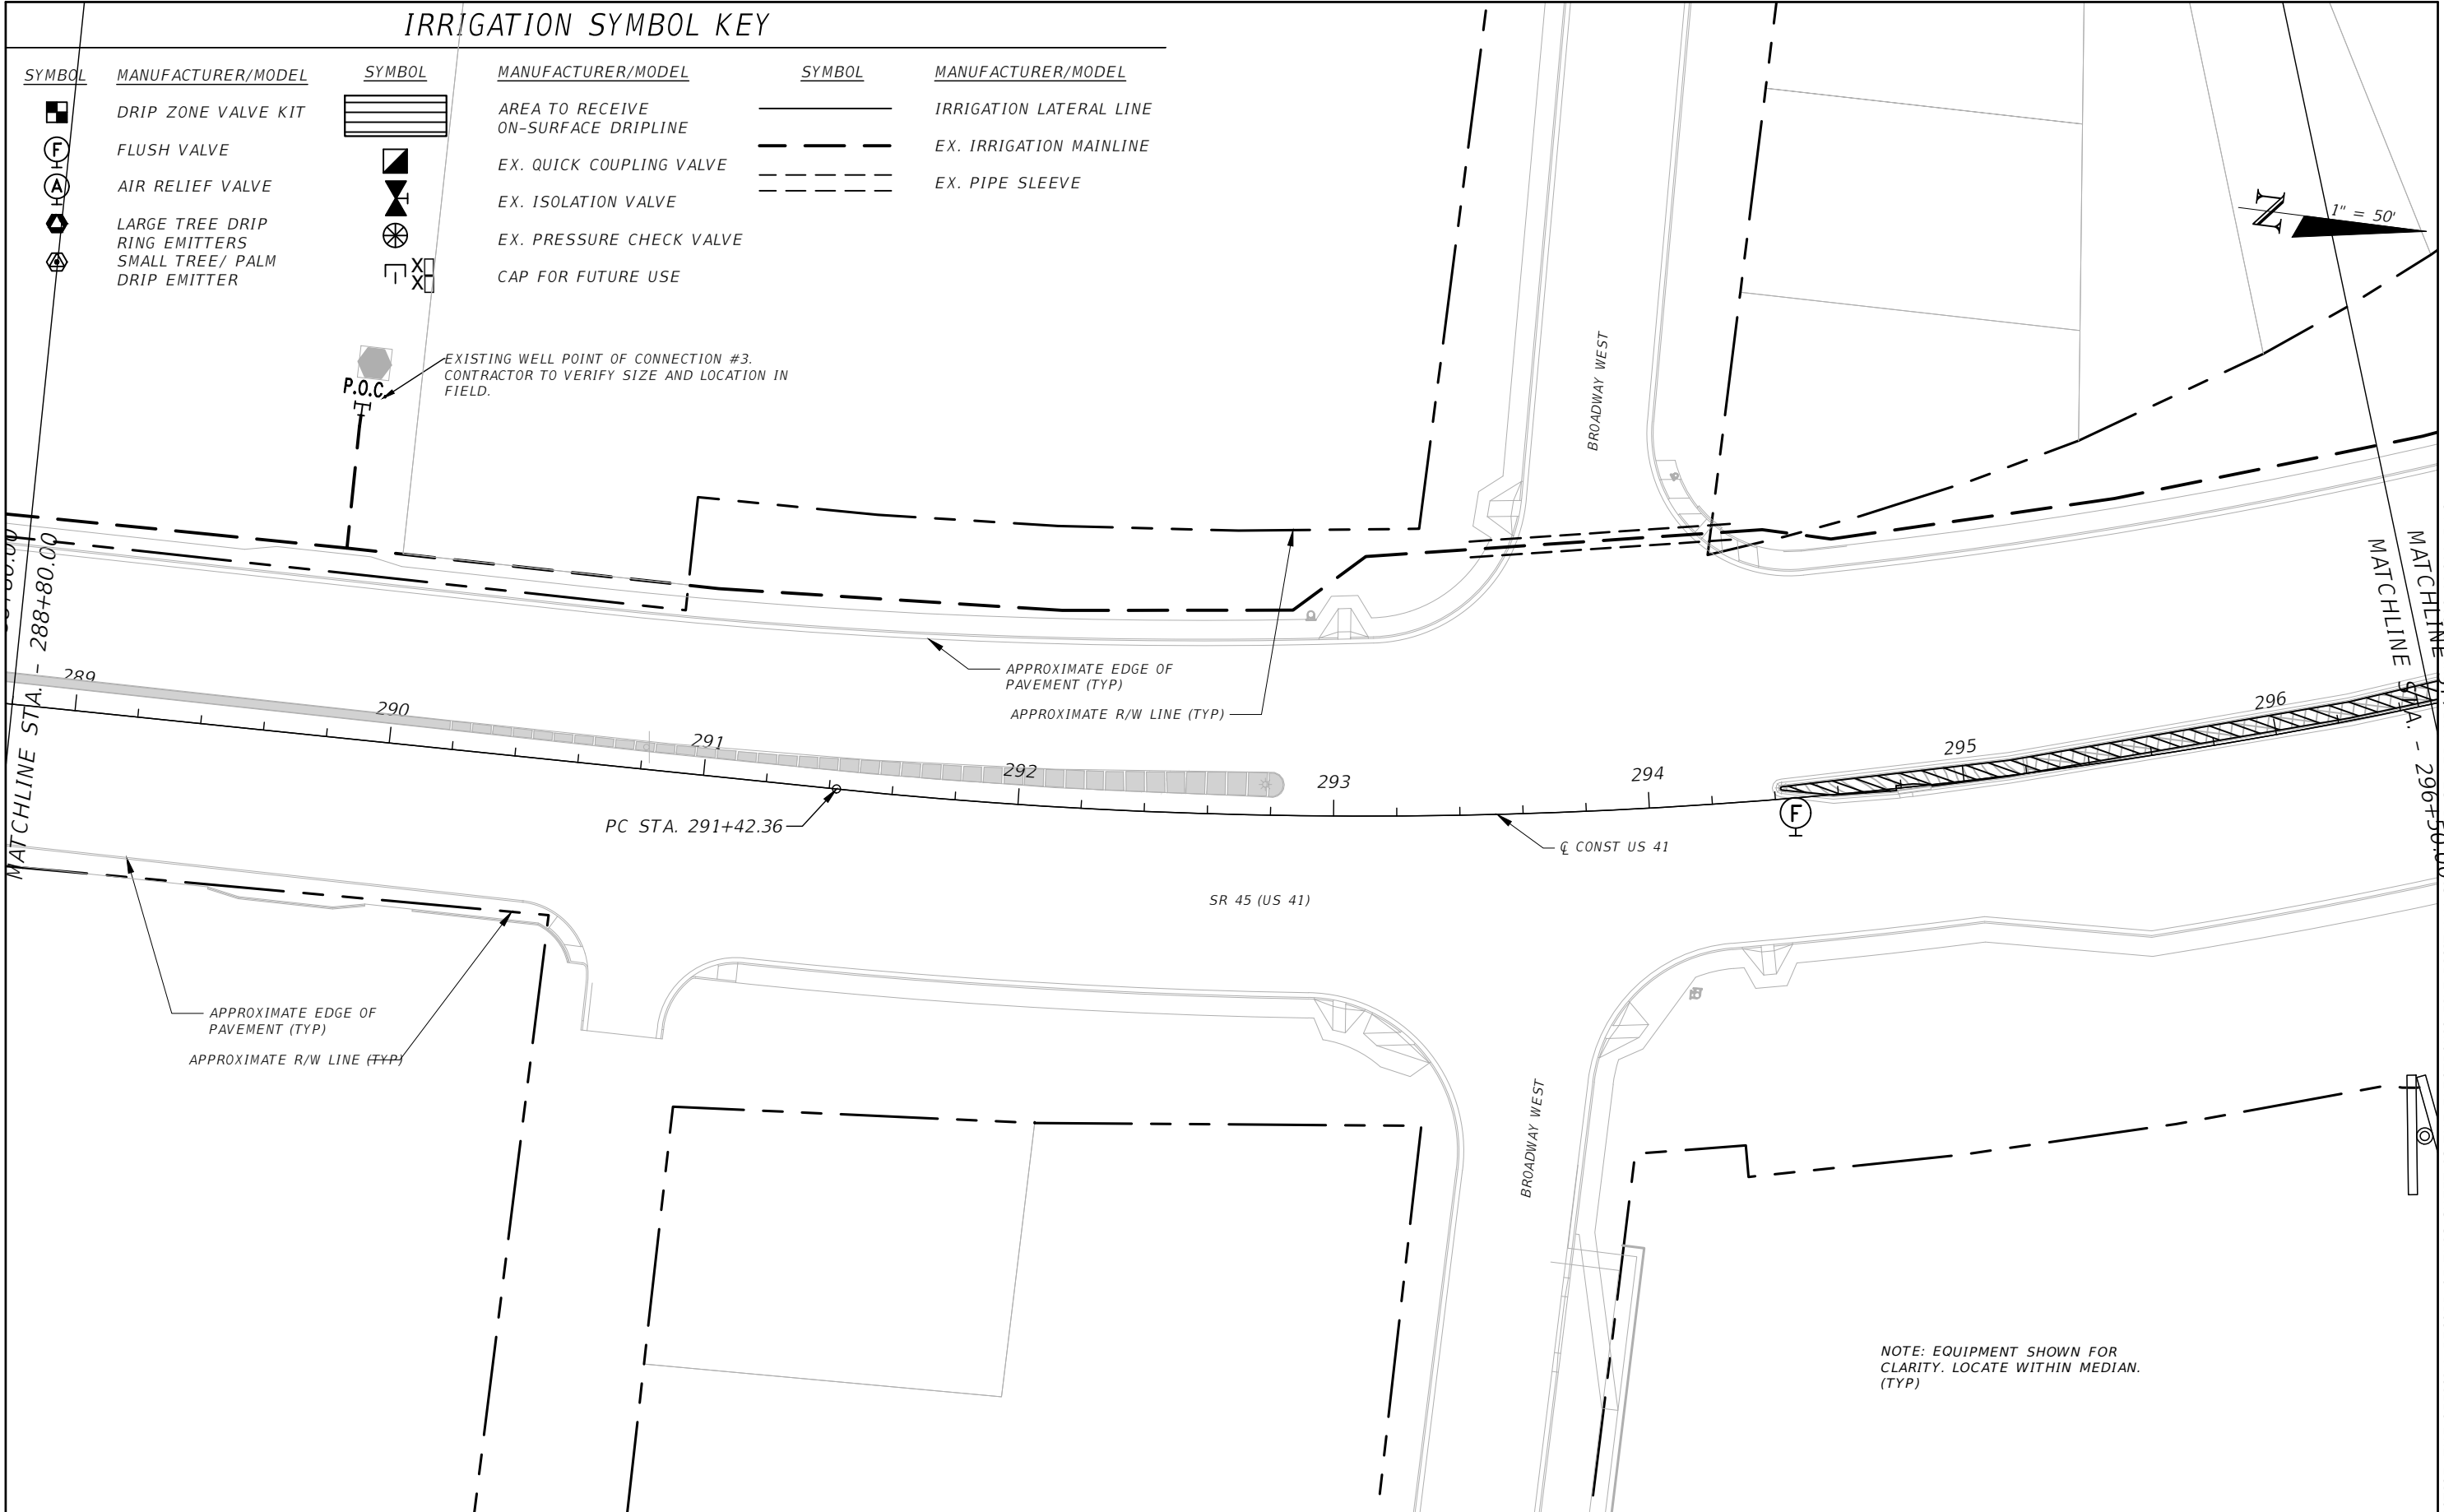 IRRIGATION SYMBOL KEY
SYMBOL MANUFACTURER/MODEL
DRIP ZONE VALVE KIT
F FLUSH VALVE
A AIR RELIEF VALVE
LARGE TREE DRIP
RING EMITTERS
SMALL TREE/ PALM
DRIP EMITTER
SYMBOL MANUFACTURER/MODEL
AREA TO RECEIVE
ON-SURFACE DRIPLINE
EX. QUICK COUPLING VALVE
EX. ISOLATION VALVE
EX. PRESSURE CHECK VALVE
X
X
CAP FOR FUTURE USE
SYMBOL MANUFACTURER/MODEL
IRRIGATION LATERAL LINE
EX. IRRIGATION MAINLINE
EX. PIPE SLEEVE
N
1" = 50'
P.O.C.
EXISTING WELL POINT OF CONNECTION #3.
CONTRACTOR TO VERIFY SIZE AND LOCATION IN
FIELD.
BROADWAY WEST
MATCHLINE STA. - 288+80.00
289
290
291
292
293
294
295
296
APPROXIMATE EDGE OF
PAVEMENT (TYP)
APPROXIMATE R/W LINE (TYP)
PC STA. 291+42.36
F
℄ CONST US 41
SR 45 (US 41)
MATCHLINE STA. - 296+50.00
MATCHLINE
APPROXIMATE EDGE OF
PAVEMENT (TYP)
APPROXIMATE R/W LINE (TYP)
BROADWAY WEST
NOTE: EQUIPMENT SHOWN FOR
CLARITY. LOCATE WITHIN MEDIAN.
(TYP)